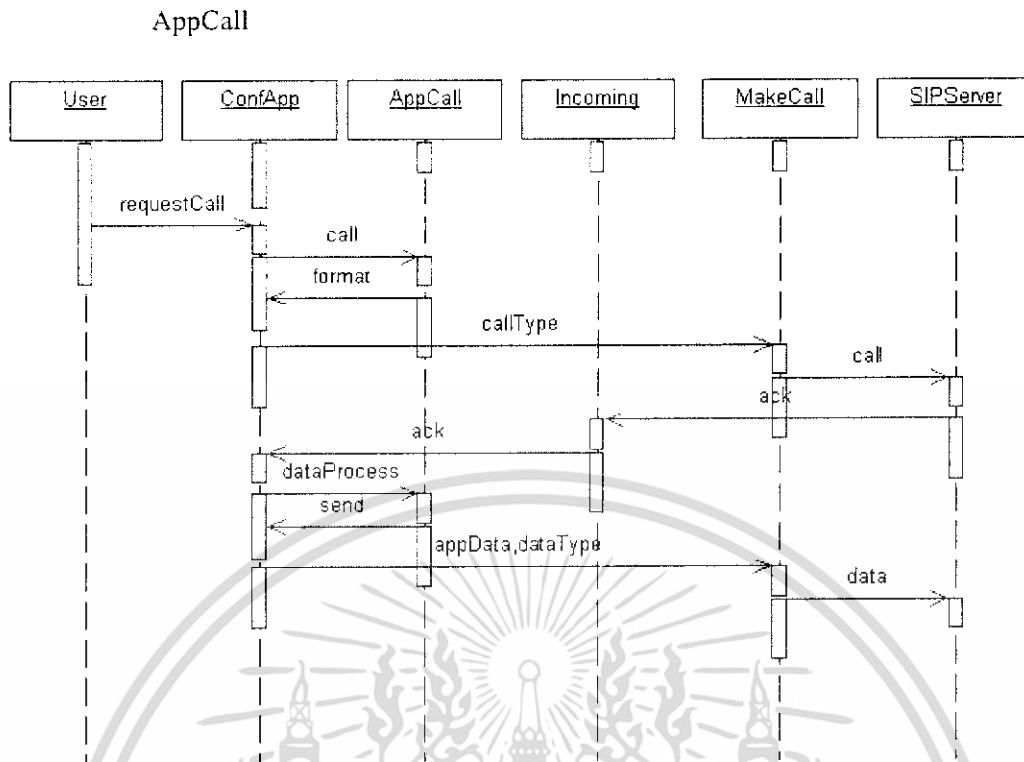 AppCall
User ConfApp AppCall Incoming MakeCall SIPServer
requestCall
call
format
callType
call
ack
ack
dataProcess
send
appData,dataType
data